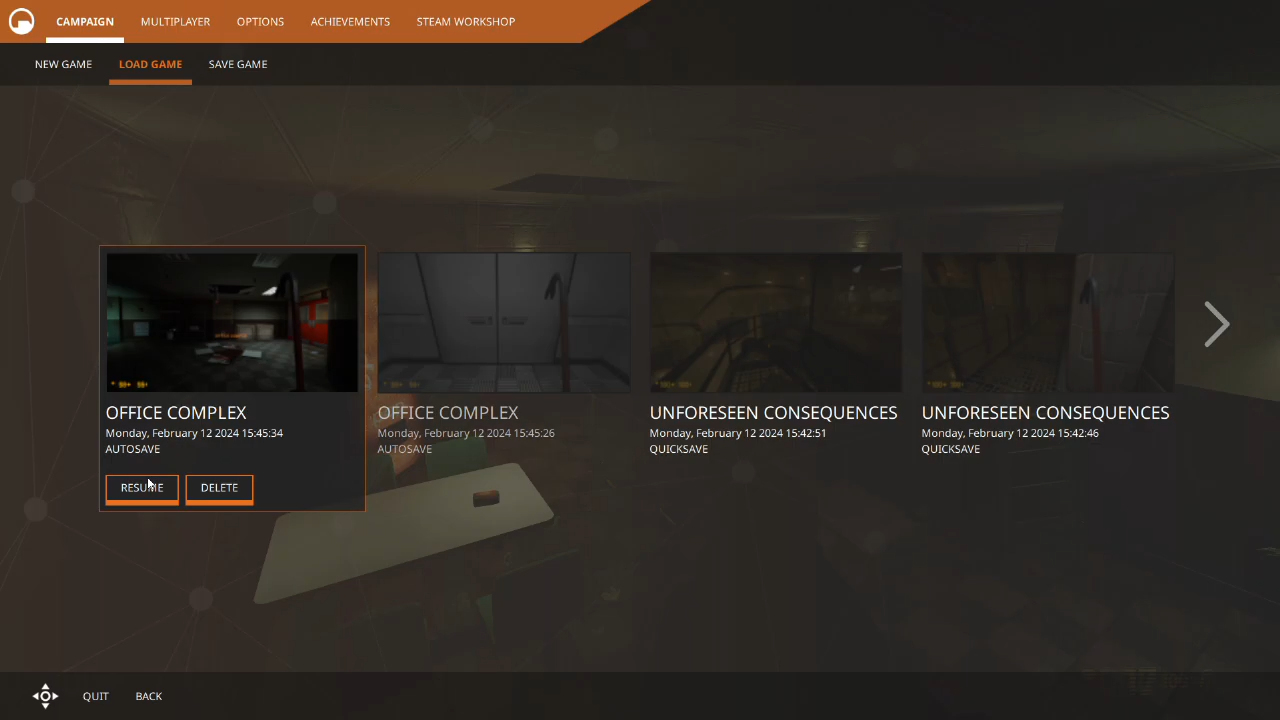 CAMPAIGN MULTIPLAYER OPTIONS ACHIEVEMENTS STEAM WORKSHOP
NEW GAME LOAD GAME SAVE GAME
OFFICE COMPLEX
Monday, February 12 2024 15:45:34
AUTOSAVE
RESUME DELETE
OFFICE COMPLEX
Monday, February 12 2024 15:45:26
AUTOSAVE
UNFORESEEN CONSEQUENCES
Monday, February 12 2024 15:42:51
QUICKSAVE
UNFORESEEN CONSEQUENCES
Monday, February 12 2024 15:42:46
QUICKSAVE
QUIT BACK